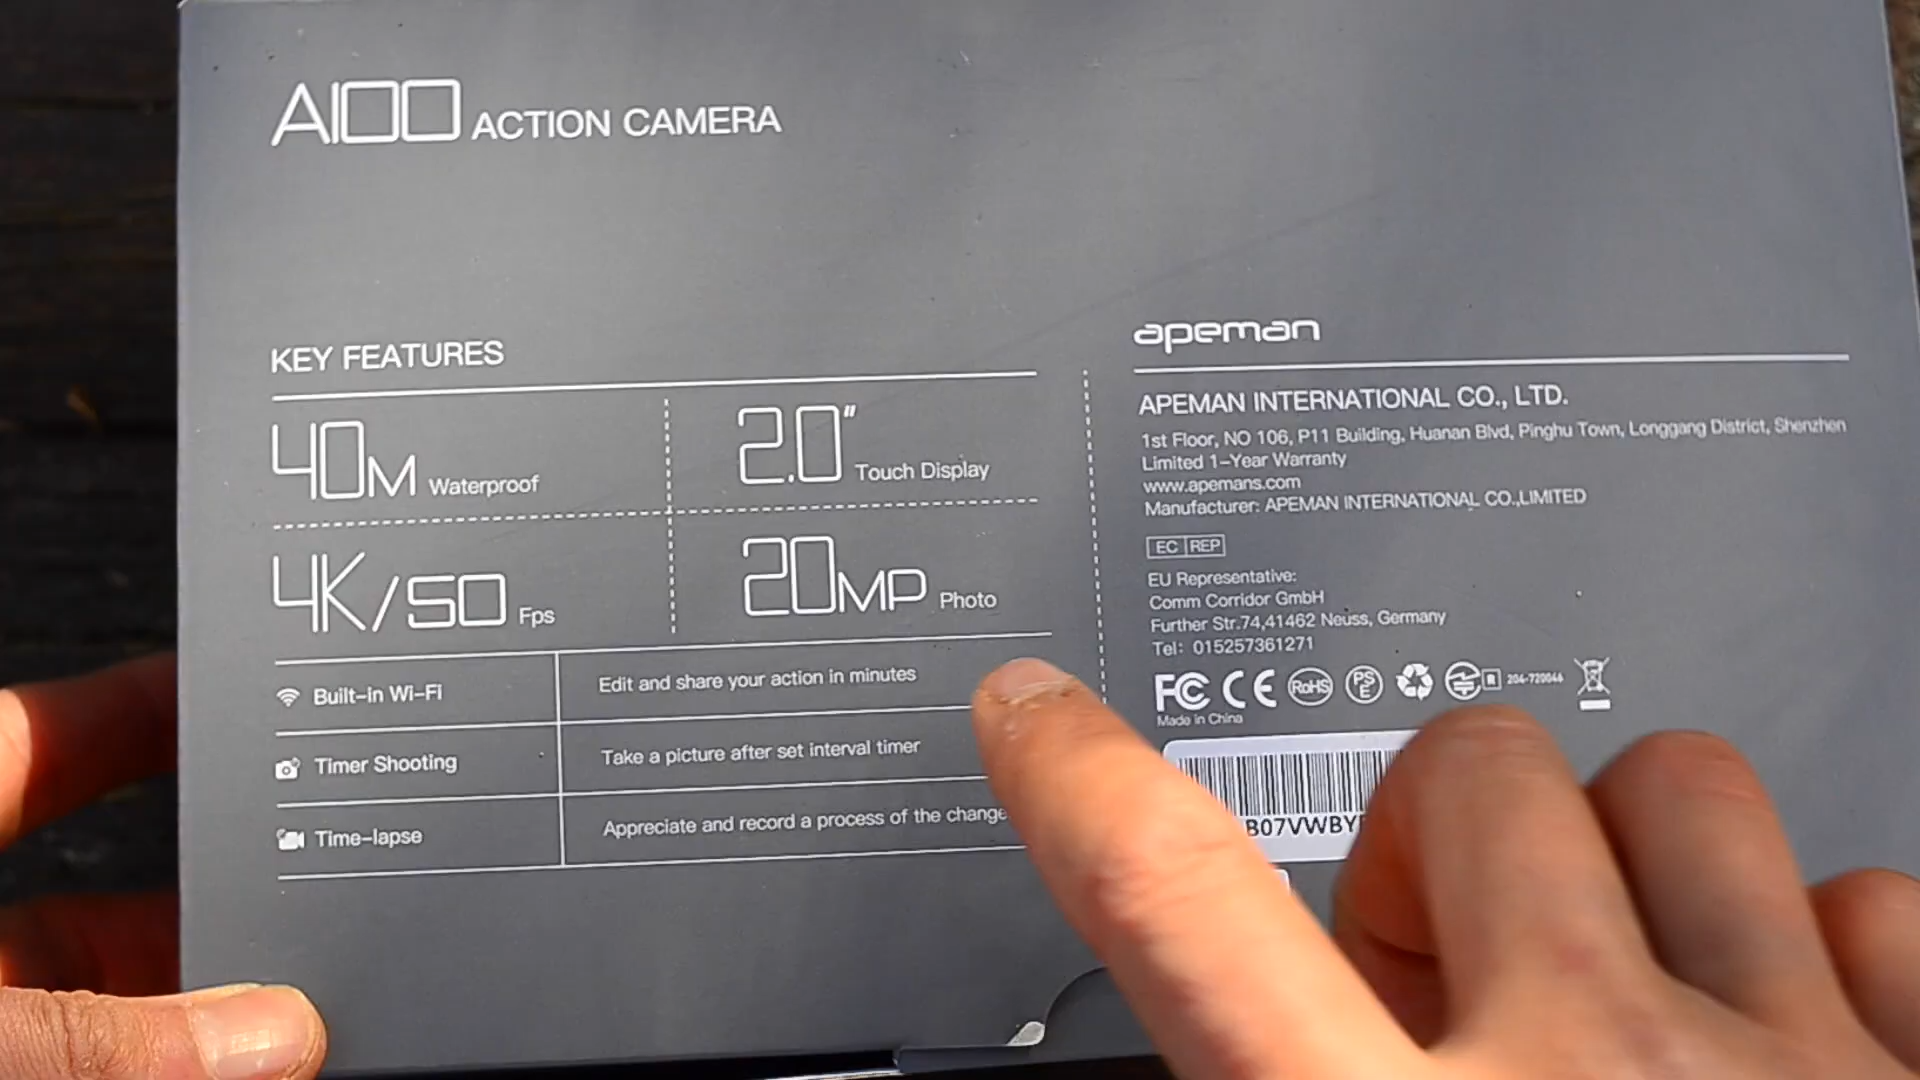 A100 ACTION CAMERA
KEY FEATURES
40M Waterproof
2.0" Touch Display
4K/50 Fps
20MP Photo
Built-in Wi-Fi
Edit and share your action in minutes
Timer Shooting
Take a picture after set interval timer
Time-lapse
Appreciate and record a process of the change
apeman
APEMAN INTERNATIONAL CO., LTD.
1st Floor, NO 106, P11 Building, Huanan Blvd, Pinghu Town, Longgang District, Shenzhen
Limited 1-Year Warranty
www.apemans.com
Manufacturer: APEMAN INTERNATIONAL CO.,LIMITED
EC REP
EU Representative:
Comm Corridor GmbH
Further Str.74,41462 Neuss, Germany
Tel: 015257361271
FC CE RoHS PSE R 204-720046
Made in China
B07VWBY